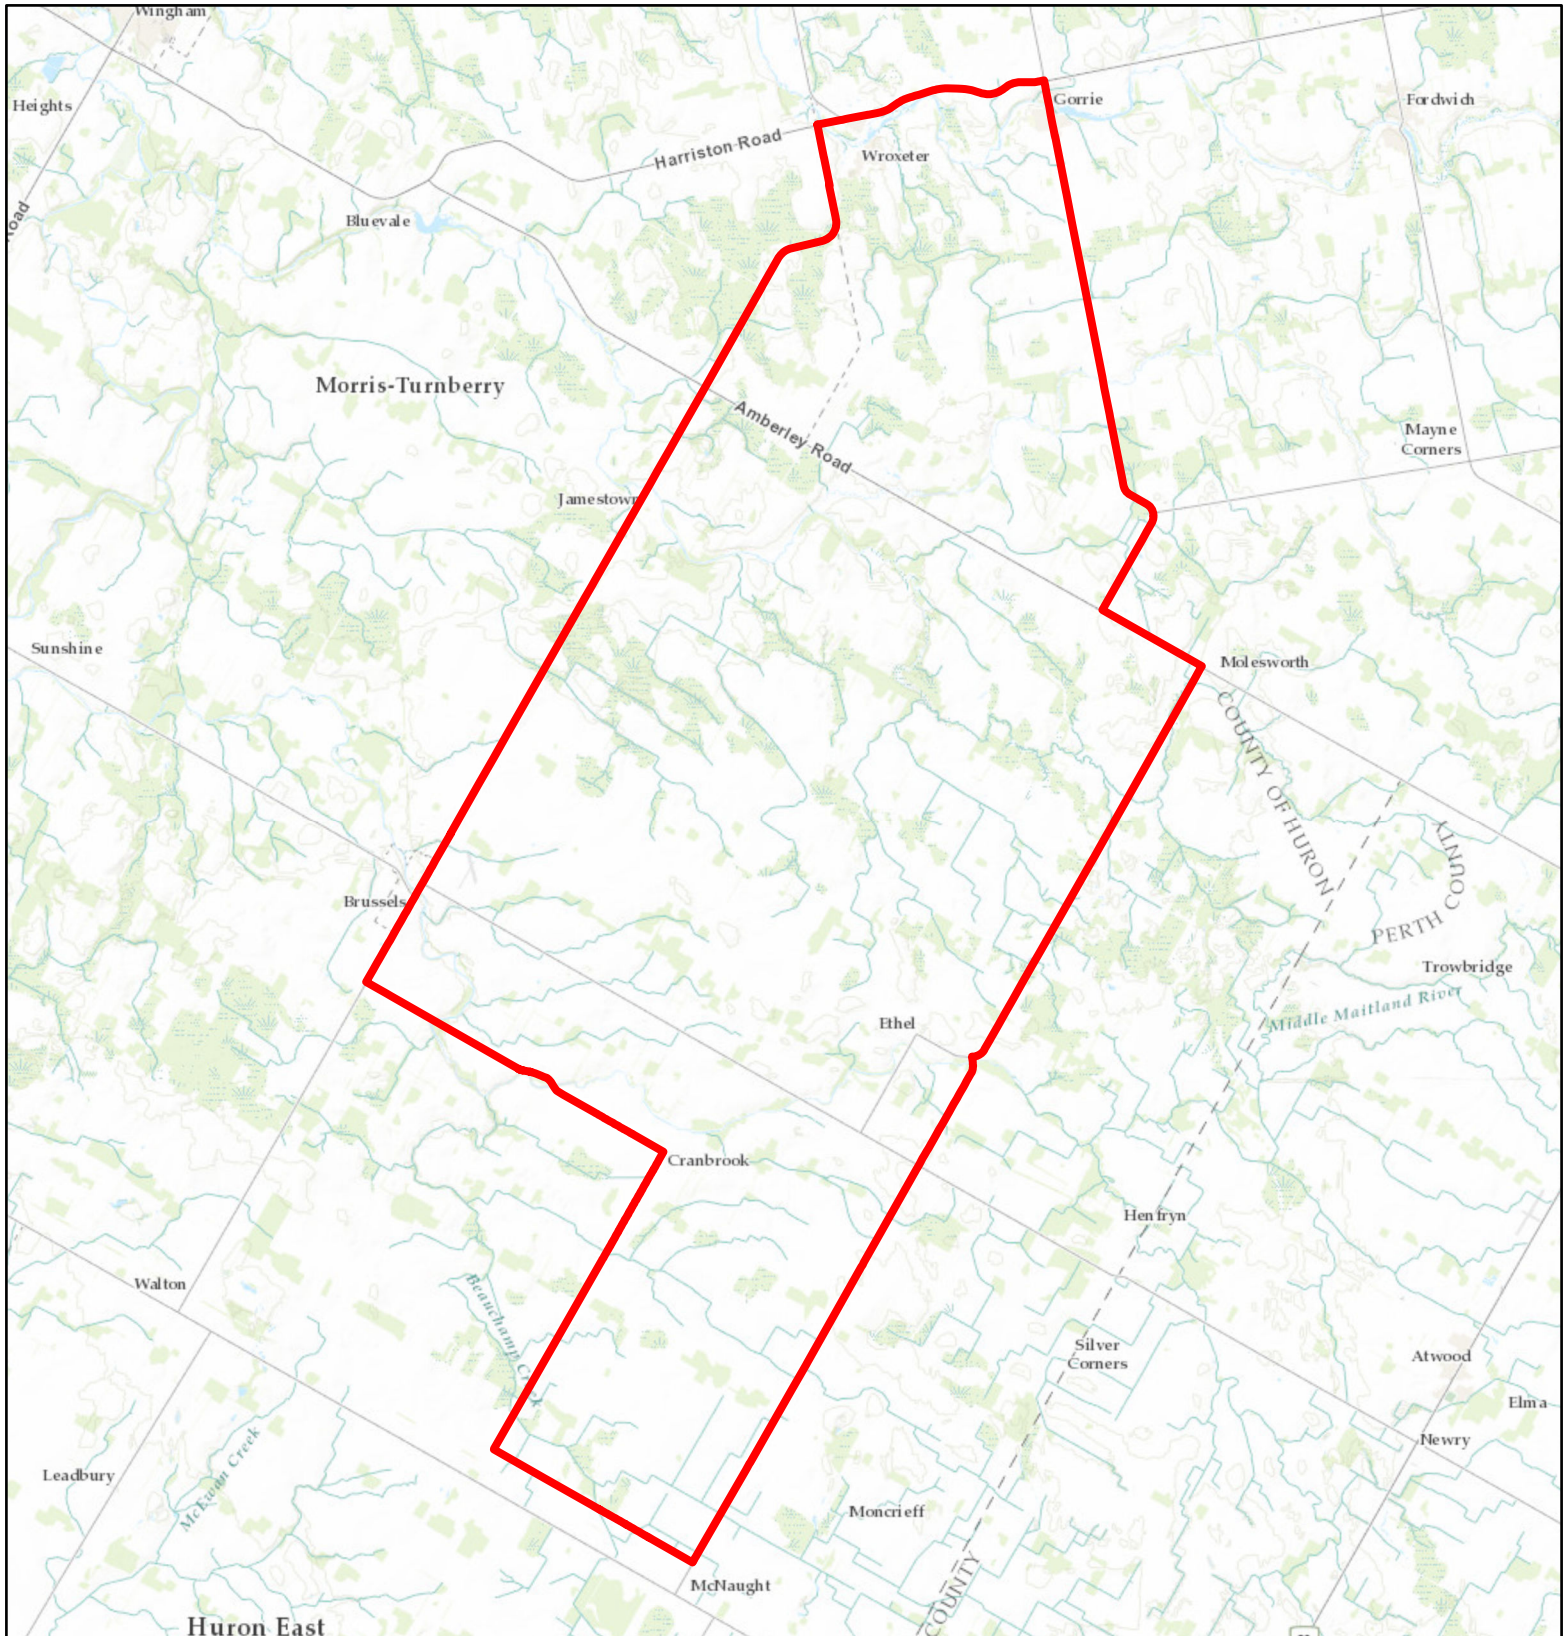 Wingham
Heights
Gorrie
Fordwich
Harriston Road
Wroxeter
Road
Bluevale
Morris-Turnberry
Amberley Road
Mayne
Corners
Jamestown
Sunshine
Molesworth
COUNTY OF HURON
PERTH COUNTY
Brussels
Trowbridge
Middle Maitland River
Ethel
Cranbrook
Henfryn
Walton
Beauchamp Creek
Silver
Corners
Atwood
Elma
Newry
Leadbury
McEwan Creek
Moncrieff
McNaught
COUNTY
Huron East